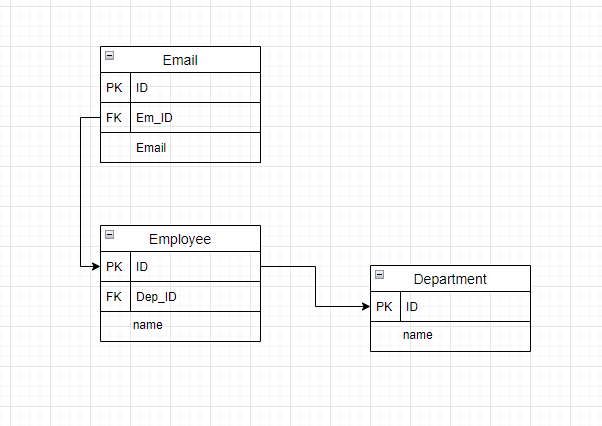 Email
PK ID
FK Em_ID
Email
Employee
PK ID
FK Dep_ID
name
Department
PK ID
name